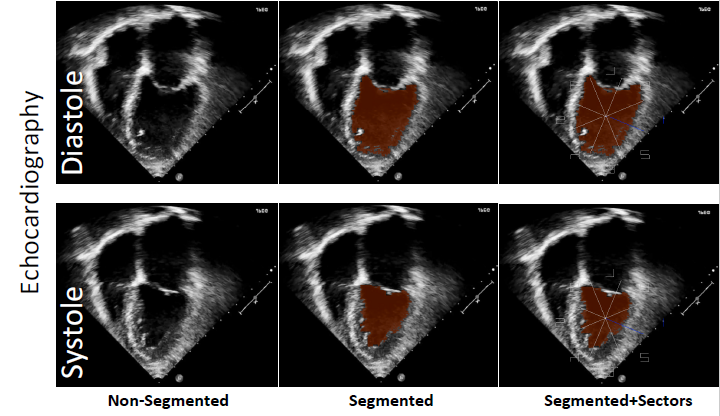 Echocardiography
Diastole
Systole
Non-Segmented
Segmented
Segmented+Sectors